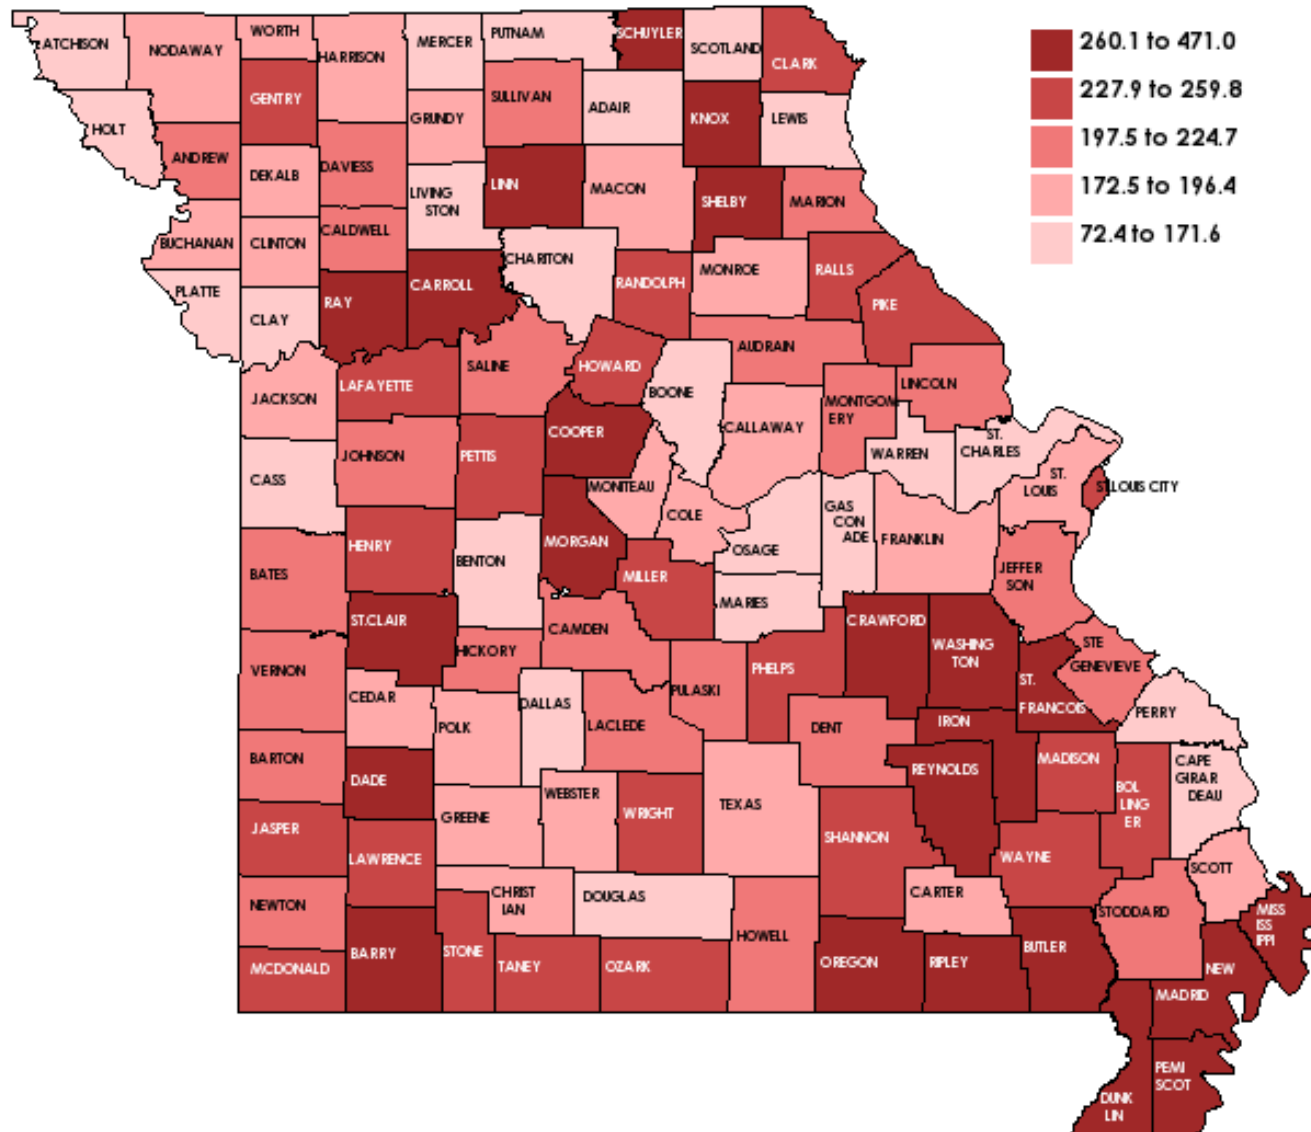 ATCHISON
NODAWAY
WORTH
HARRISON
MERCER
PUTNAM
SCHUYLER
SCOTLAND
CLARK
260.1 to 471.0
227.9 to 259.8
197.5 to 224.7
172.5 to 196.4
72.4 to 171.6
HOLT
GENTRY
ANDREW
DEKALB
DAVIESS
GRUNDY
SULLIVAN
ADAIR
KNOX
LEWIS
LIVING
STON
LINN
MACON
SHELBY
MARION
BUCHANAN
CLINTON
CALDWELL
CHARITON
RANDOLPH
MONROE
RALLS
PIKE
PLATTE
CLAY
RAY
CARROLL
SALINE
HOWARD
BOONE
AUDRAIN
LINCOLN
JACKSON
LAFAYETTE
COOPER
CALLAWAY
MONTGOM
ERY
WARREN
ST.
CHARLES
ST.
LOUIS
ST.LOUIS CITY
CASS
JOHNSON
PETTIS
MONITEAU
COLE
OSAGE
GAS
CON
ADE
FRANKLIN
JEFFER
SON
BATES
HENRY
BENTON
MORGAN
MILLER
MARIES
ST.CLAIR
HICKORY
CAMDEN
PULASKI
PHELPS
CRAWFORD
WASHING
TON
ST.
FRANCOIS
STE
GENEVIEVE
PERRY
VERNON
CEDAR
POLK
DALLAS
LACLEDE
DENT
IRON
REYNOLDS
MADISON
BOL
LING
ER
CAPE
GIRAR
DEAU
BARTON
DADE
GREENE
WEBSTER
WRIGHT
TEXAS
SHANNON
WAYNE
SCOTT
JASPER
LAWRENCE
CHRIST
IAN
DOUGLAS
HOWELL
CARTER
STODDARD
MISS
ISS
IPPI
NEWTON
BARRY
STONE
TANEY
OZARK
OREGON
RIPLEY
BUTLER
NEW
MADRID
MCDONALD
DUNK
LIN
PEMI
SCOT